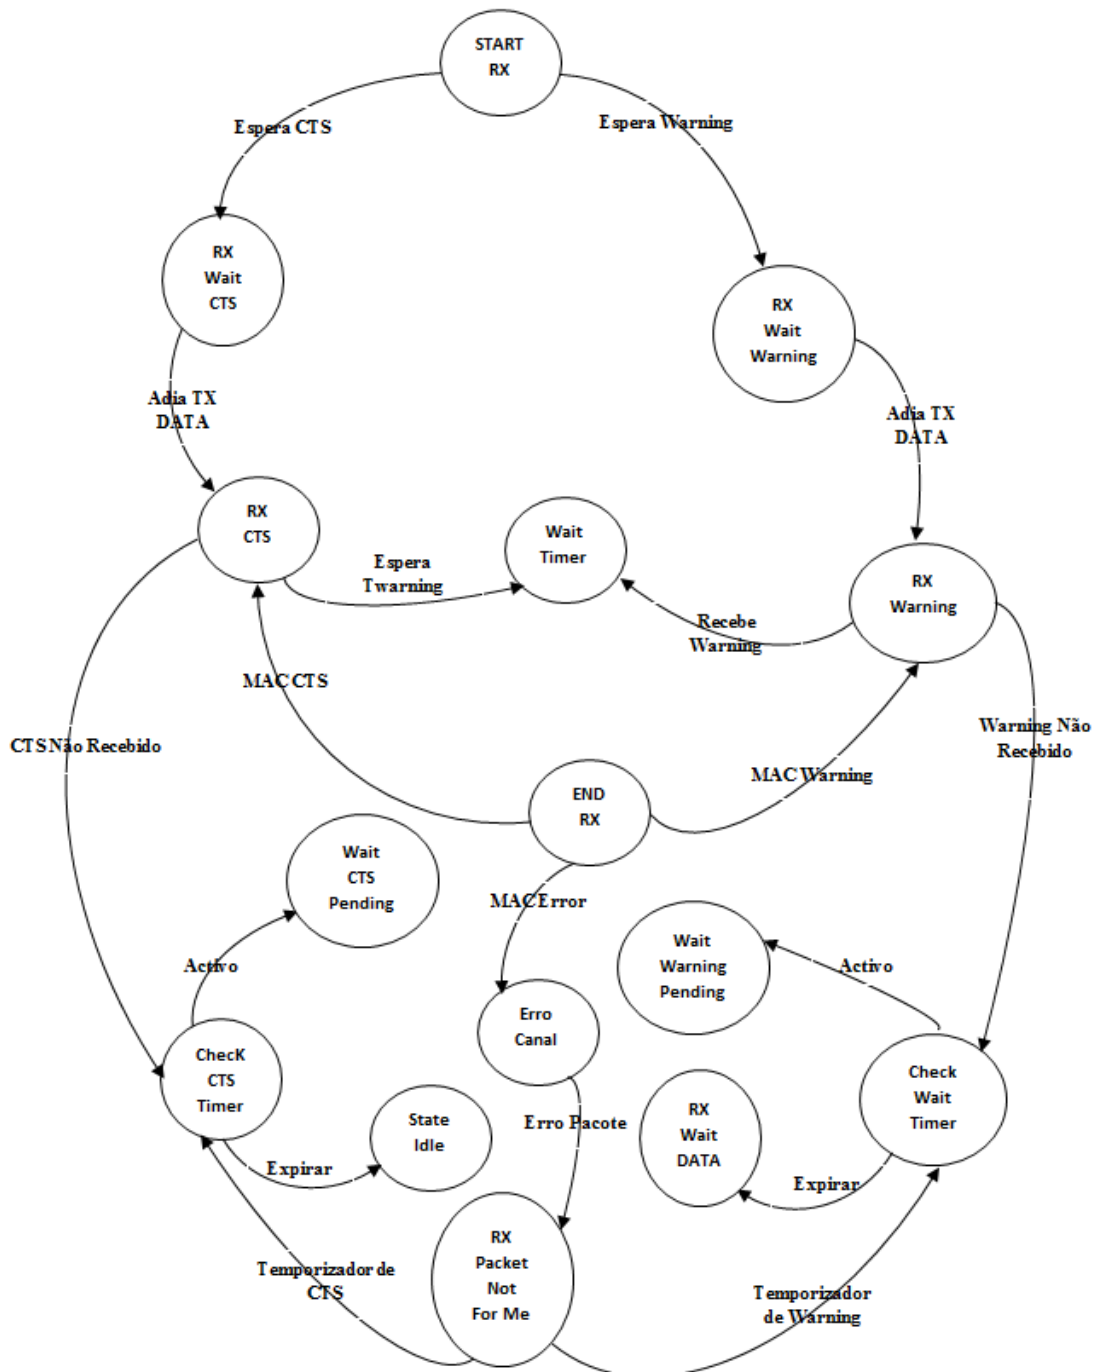 START
RX
Espera CTS
Espera Warning
RX
Wait
CTS
RX
Wait
Warning
Adia TX
DATA
Adia TX
DATA
RX
CTS
Wait
Timer
Espera
Twarning
RX
Warning
Recebe
Warning
MAC CTS
CTS Não Recebido
Warning Não
Recebido
MAC Warning
END
RX
Wait
CTS
Pending
MAC Error
Wait
Warning
Pending
Activo
Activo
Erro
Canal
ChecK
CTS
Timer
Check
Wait
Timer
State
Idle
Erro Pacote
RX
Wait
DATA
Expirar
Expirar
RX
Packet
Not
For Me
Temporizador de
CTS
Temporizador
de Warning